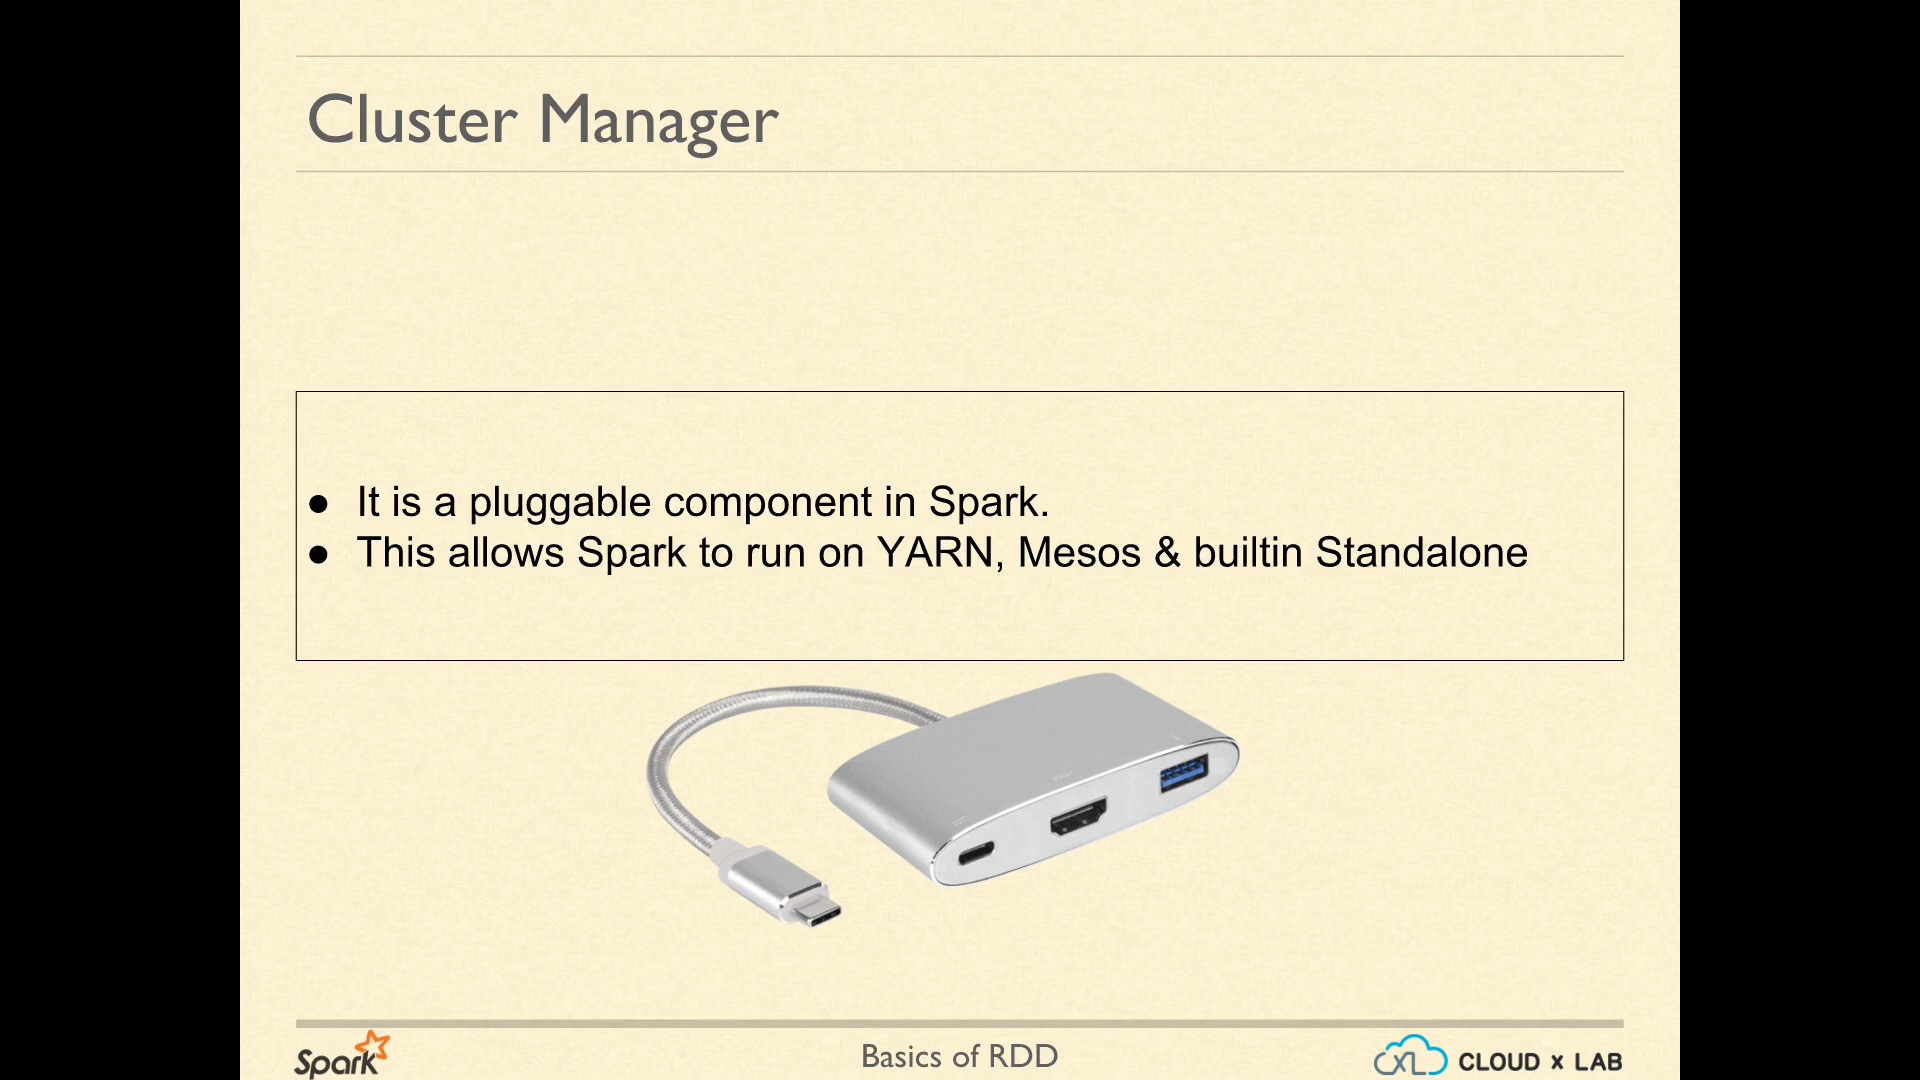 Cluster Manager
● It is a pluggable component in Spark.
● This allows Spark to run on YARN, Mesos & builtin Standalone
Spark
Basics of RDD
CXL CLOUD x LAB